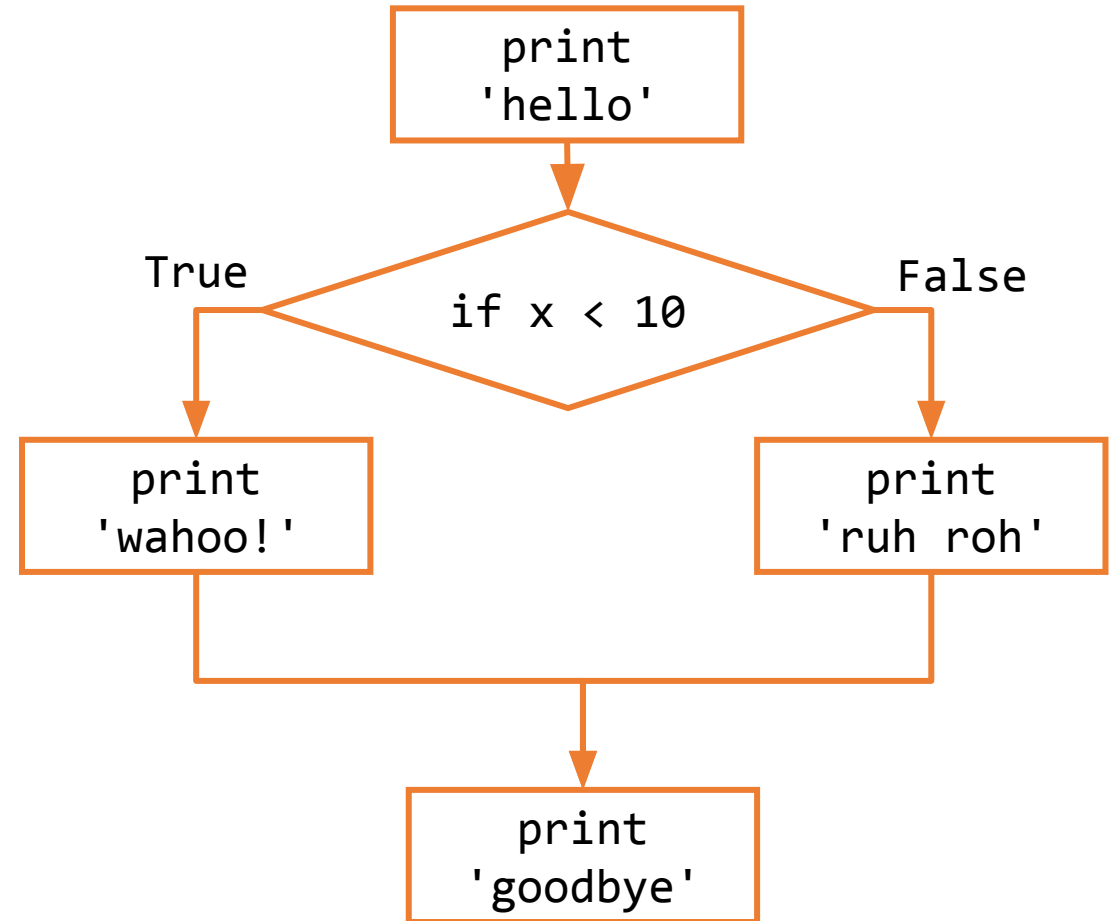 print
'hello'
True
if x < 10
False
print
'wahoo!'
print
'ruh roh'
print
'goodbye'